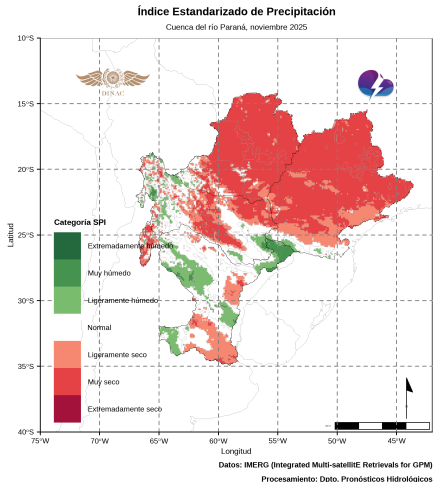 Índice Estandarizado de Precipitación
Cuenca del río Paraná, noviembre 2025
10°S
15°S
20°S
25°S
30°S
35°S
40°S
Latitud
DINAC
Categoría SPI
Extremadamente húmedo
Muy húmedo
Ligeramente húmedo
Normal
Ligeramente seco
Muy seco
Extremadamente seco
75°W 70°W 65°W 60°W 55°W 50°W 45°W
Longitud
Datos: IMERG (Integrated Multi-satellitE Retrievals for GPM)
Procesamiento: Dpto. Pronósticos Hidrológicos